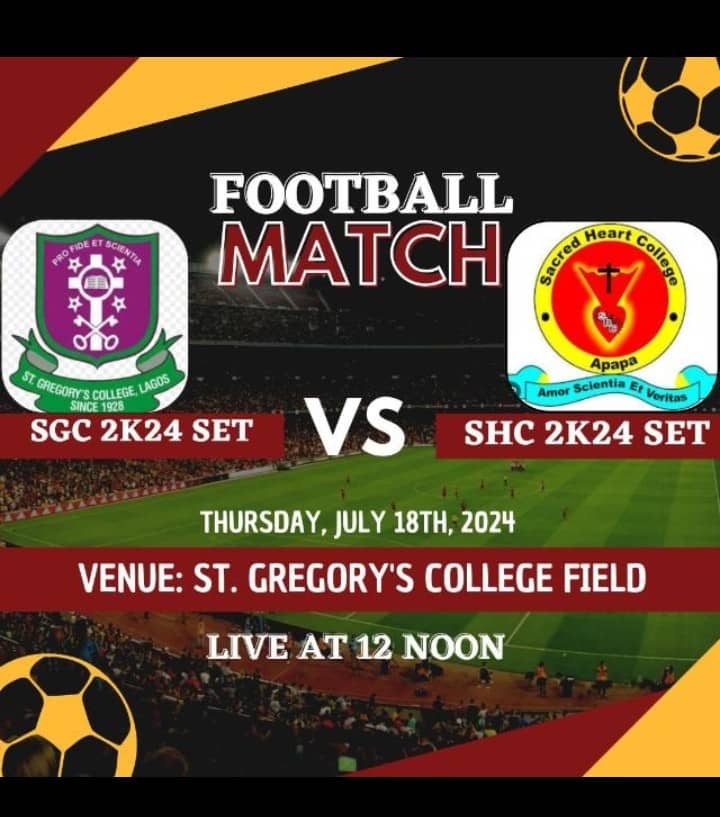 FOOTBALL
MATCH
PRO FIDE ET SCIENTIA
ST. GREGORY'S COLLEGE, LAGOS
SINCE 1928
Sacred Heart College
SHC
Apapa
Amor Scientia Et Veritas
SGC 2K24 SET
VS
SHC 2K24 SET
THURSDAY, JULY 18TH, 2024
VENUE: ST. GREGORY'S COLLEGE FIELD
LIVE AT 12 NOON